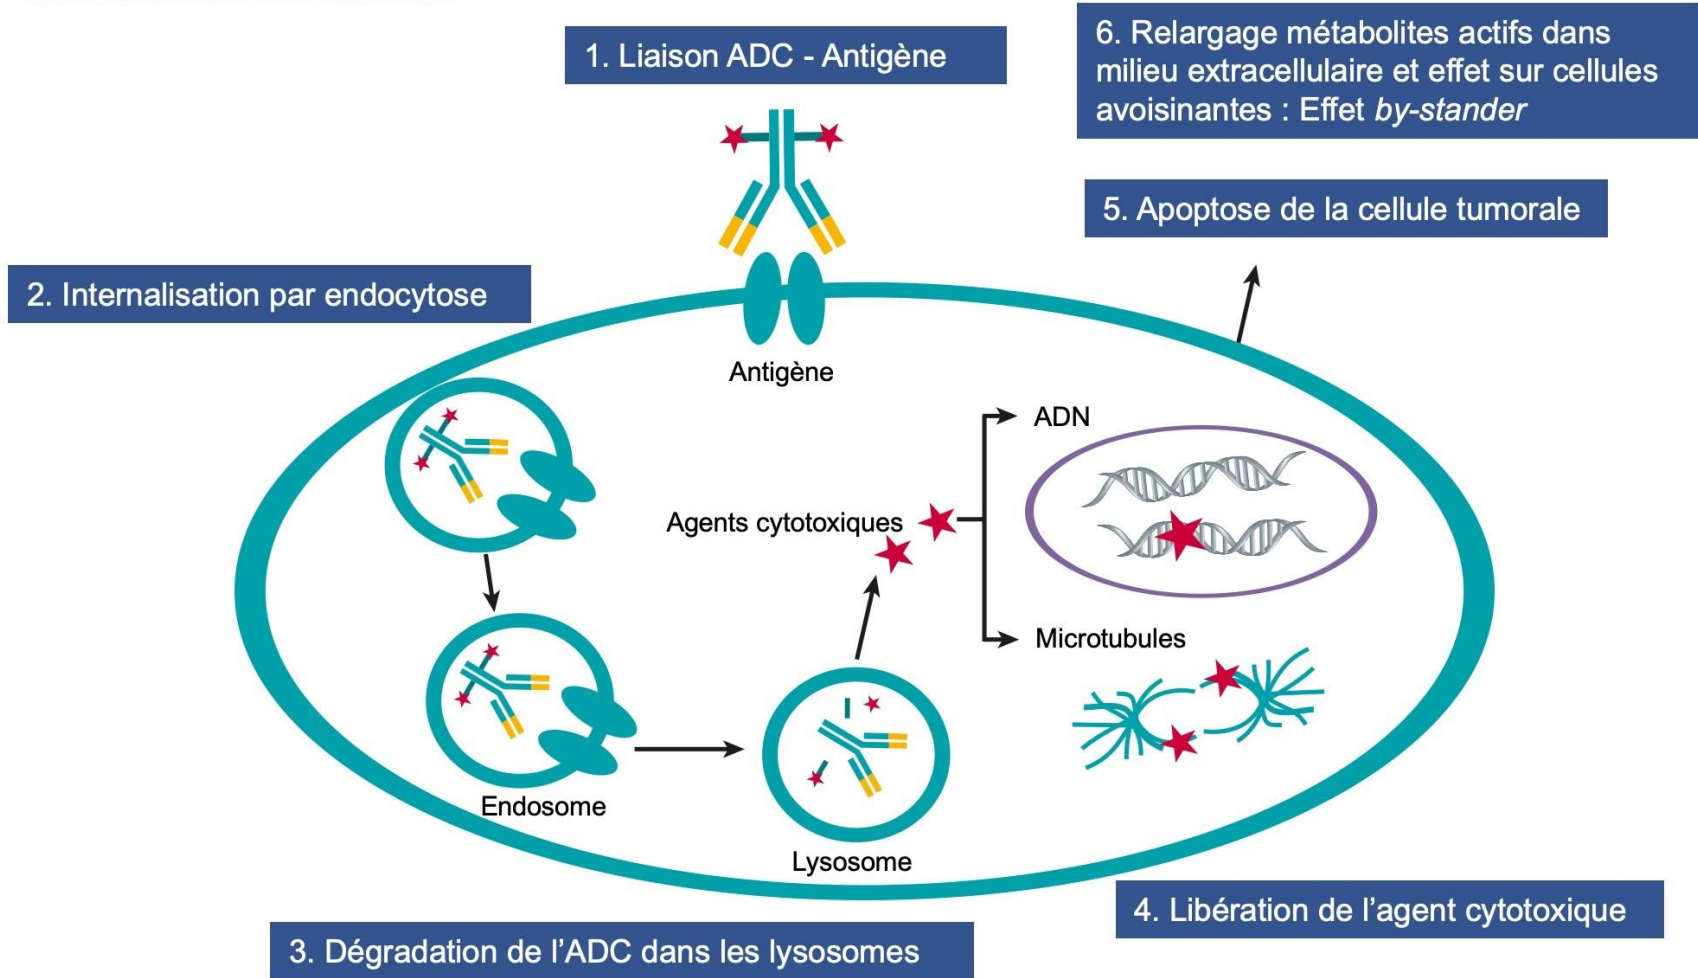 1. Liaison ADC - Antigène
6. Relargage métabolites actifs dans
milieu extracellulaire et effet sur cellules
avoisinantes : Effet by-stander
5. Apoptose de la cellule tumorale
2. Internalisation par endocytose
Antigène
ADN
Agents cytotoxiques
Microtubules
Endosome
Lysosome
4. Libération de l’agent cytotoxique
3. Dégradation de l’ADC dans les lysosomes